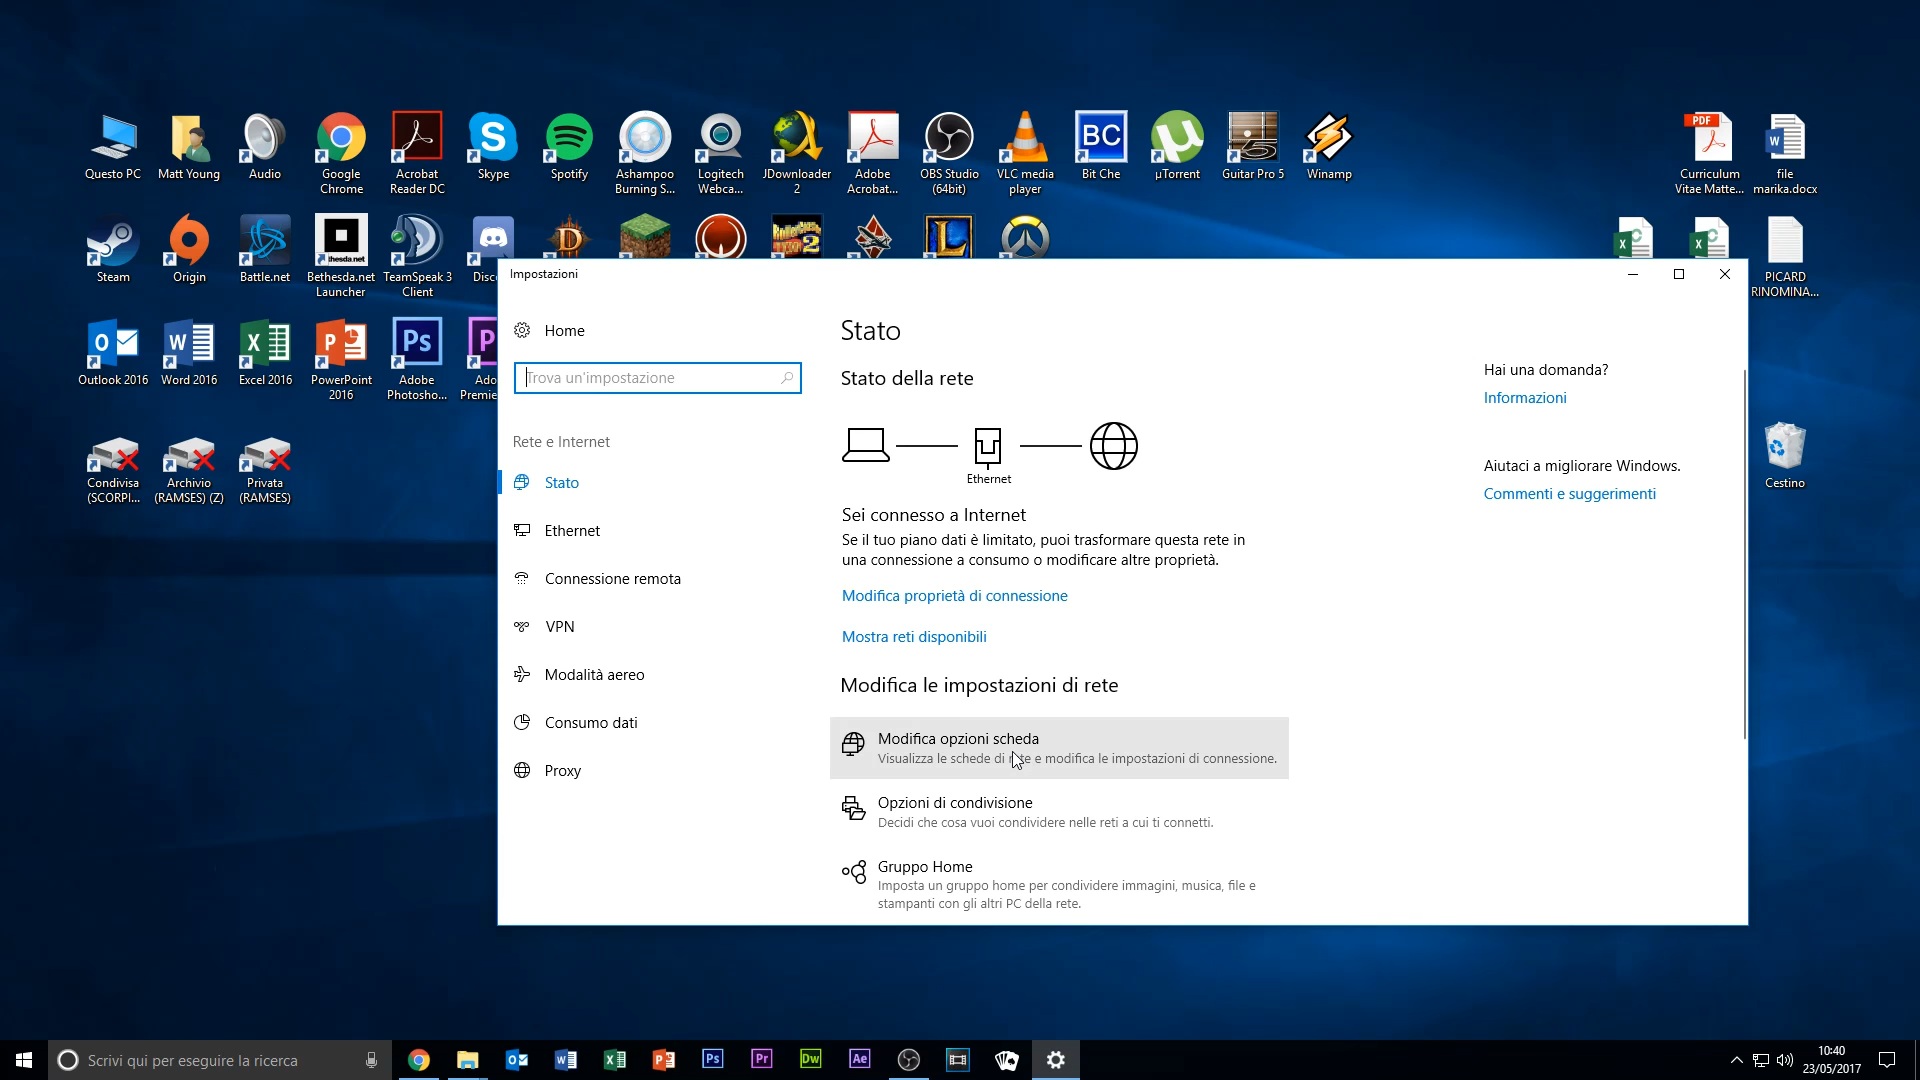 Questo PC
Matt Young
Audio
Google
Chrome
Acrobat
Reader DC
Skype
Spotify
Ashampoo
Burning S...
Logitech
Webca...
JDownloader
2
Adobe
Acrobat...
OBS Studio
(64bit)
VLC media
player
BC
Bit Che
µTorrent
Guitar Pro 5
Winamp
PDF
Curriculum
Vitae Matte...
file
marika.docx
Steam
Origin
Battle.net
Bethesda.net
Launcher
TeamSpeak 3
Client
PICARD
RINOMINA...
Outlook 2016
Word 2016
Excel 2016
PowerPoint
2016
Adobe
Photosho...
Condivisa
(SCORPI...
Archivio
(RAMSES) (Z)
Privata
(RAMSES)
Cestino
Impostazioni
Home
Trova un'impostazione
Rete e Internet
Stato
Ethernet
Connessione remota
VPN
Modalità aereo
Consumo dati
Proxy
Stato
Stato della rete
Ethernet
Sei connesso a Internet
Se il tuo piano dati è limitato, puoi trasformare questa rete in
una connessione a consumo o modificare altre proprietà.
Modifica proprietà di connessione
Mostra reti disponibili
Modifica le impostazioni di rete
Modifica opzioni scheda
Visualizza le schede di rete e modifica le impostazioni di connessione.
Opzioni di condivisione
Decidi che cosa vuoi condividere nelle reti a cui ti connetti.
Gruppo Home
Imposta un gruppo home per condividere immagini, musica, file e
stampanti con gli altri PC della rete.
Hai una domanda?
Informazioni
Aiutaci a migliorare Windows.
Commenti e suggerimenti
Scrivi qui per eseguire la ricerca
Ps
Pr
Dw
Ae
10:40
23/05/2017